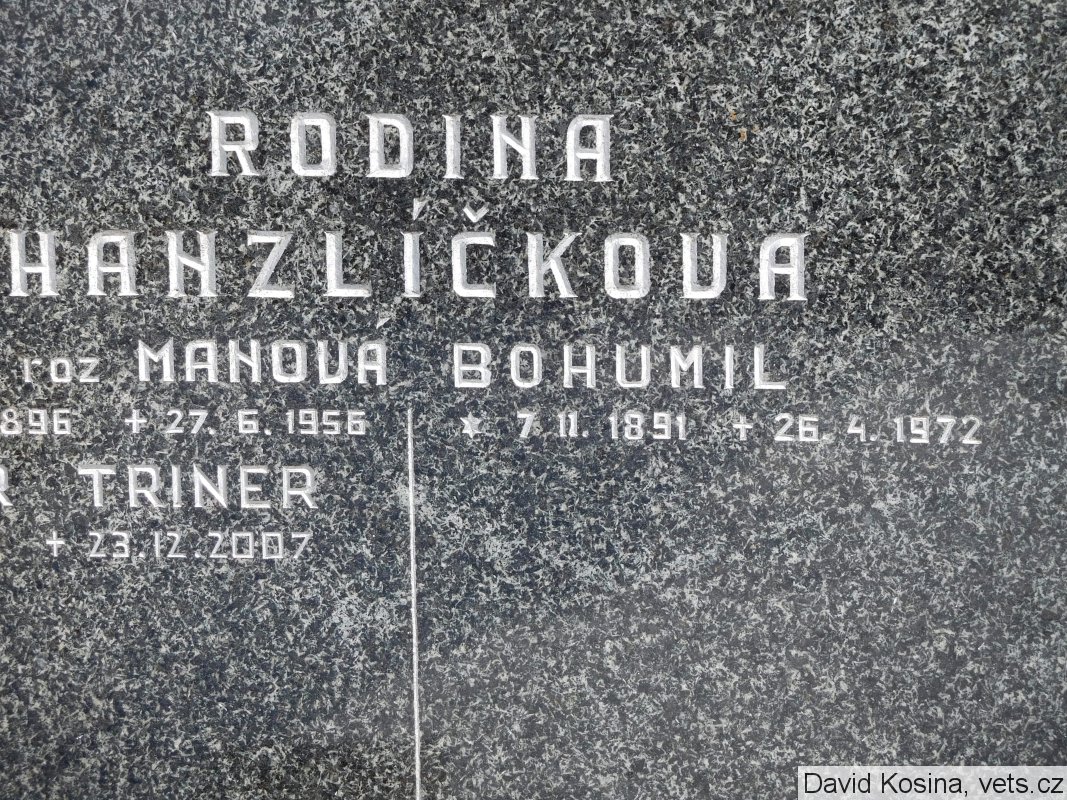 RODINA
HANZLÍČKOVA
roz MANOVÁ BOHUMIL
896 + 27. 6. 1956 * 7 11. 1891 + 26. 4. 1972
R TRINER
+ 23.12.2007
David Kosina, vets.cz